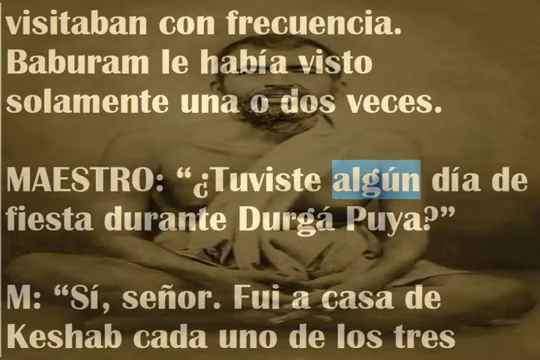 visitaban con frecuencia.
Baburam le había visto
solamente una o dos veces.
MAESTRO: “¿Tuviste algún día de
fiesta durante Durgá Puya?”
M: “Sí, señor. Fui a casa de
Keshab cada uno de los tres